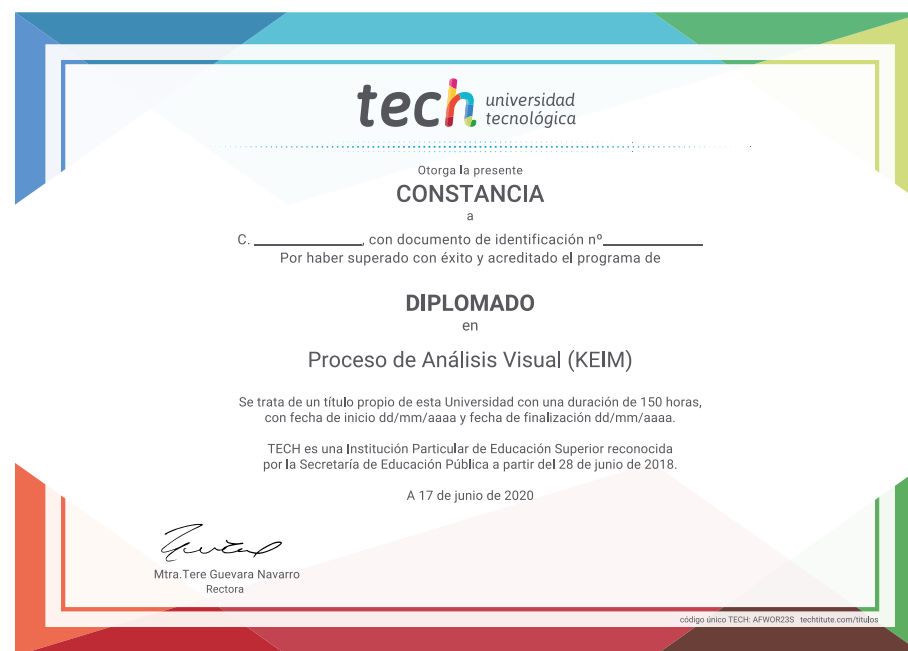 tech universidad
tecnológica
Otorga la presente
CONSTANCIA
a
C. ______________, con documento de identificación nº_____________
Por haber superado con éxito y acreditado el programa de
DIPLOMADO
en
Proceso de Análisis Visual (KEIM)
Se trata de un título propio de esta Universidad con una duración de 150 horas,
con fecha de inicio dd/mm/aaaa y fecha de finalización dd/mm/aaaa.
TECH es una Institución Particular de Educación Superior reconocida
por la Secretaría de Educación Pública a partir del 28 de junio de 2018.
A 17 de junio de 2020
Mtra.Tere Guevara Navarro
Rectora
código único TECH: AFWOR23S techtitute.com/titulos